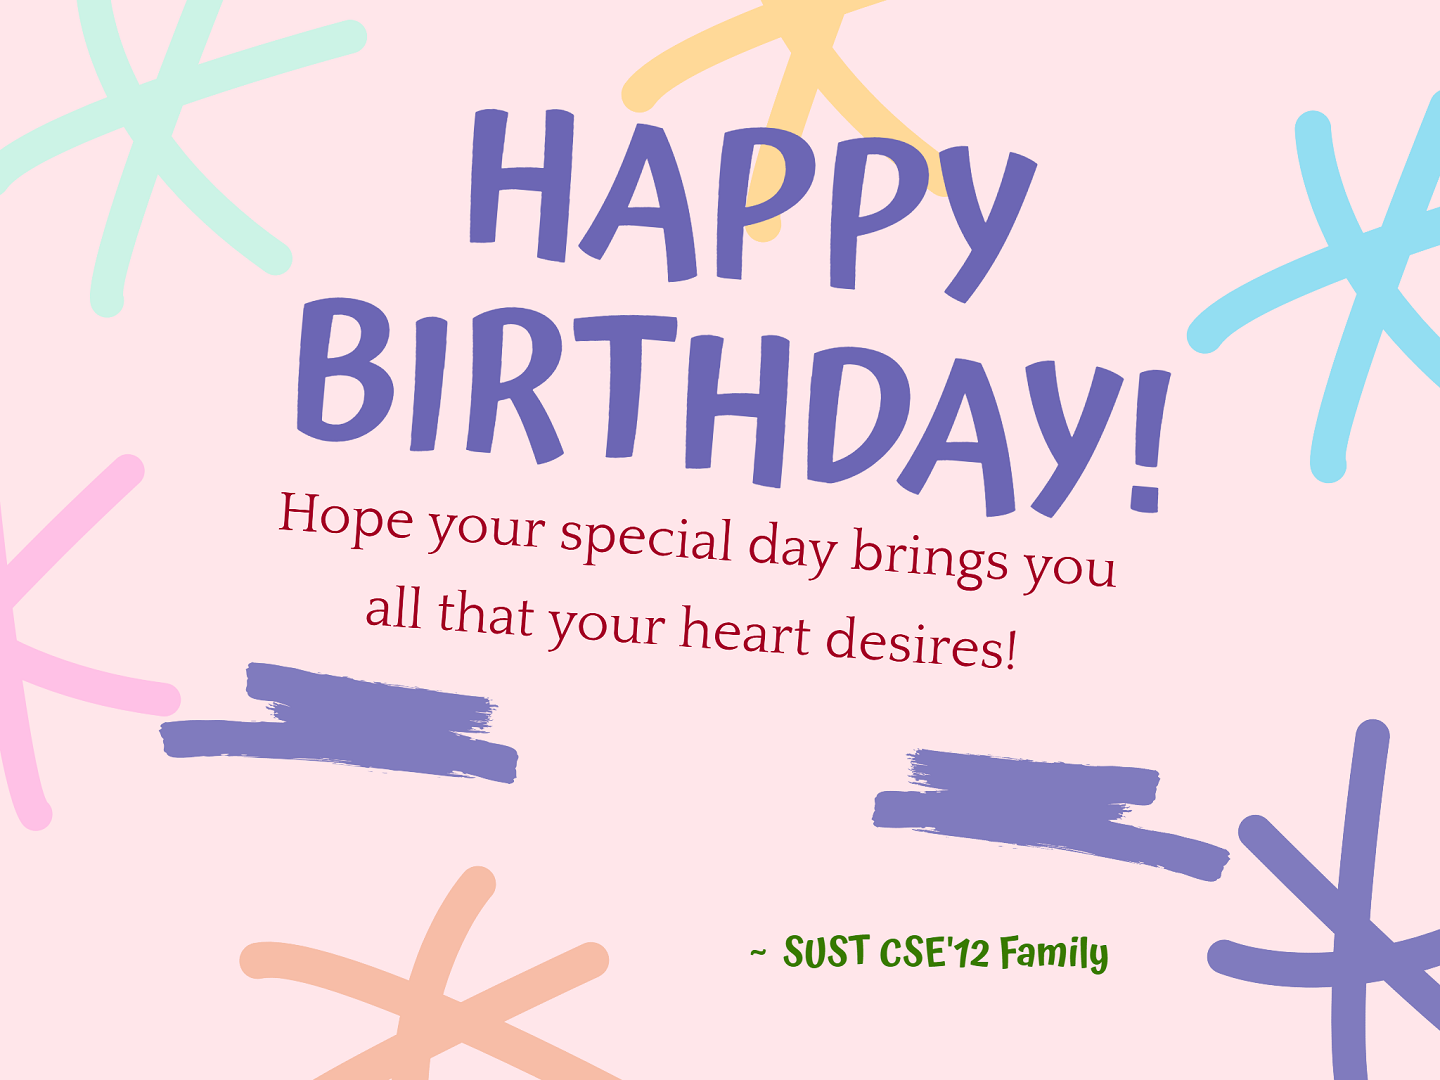 HAPPY
BIRTHDAY!
Hope your special day brings you
all that your heart desires!
~ SUST CSE'12 Family